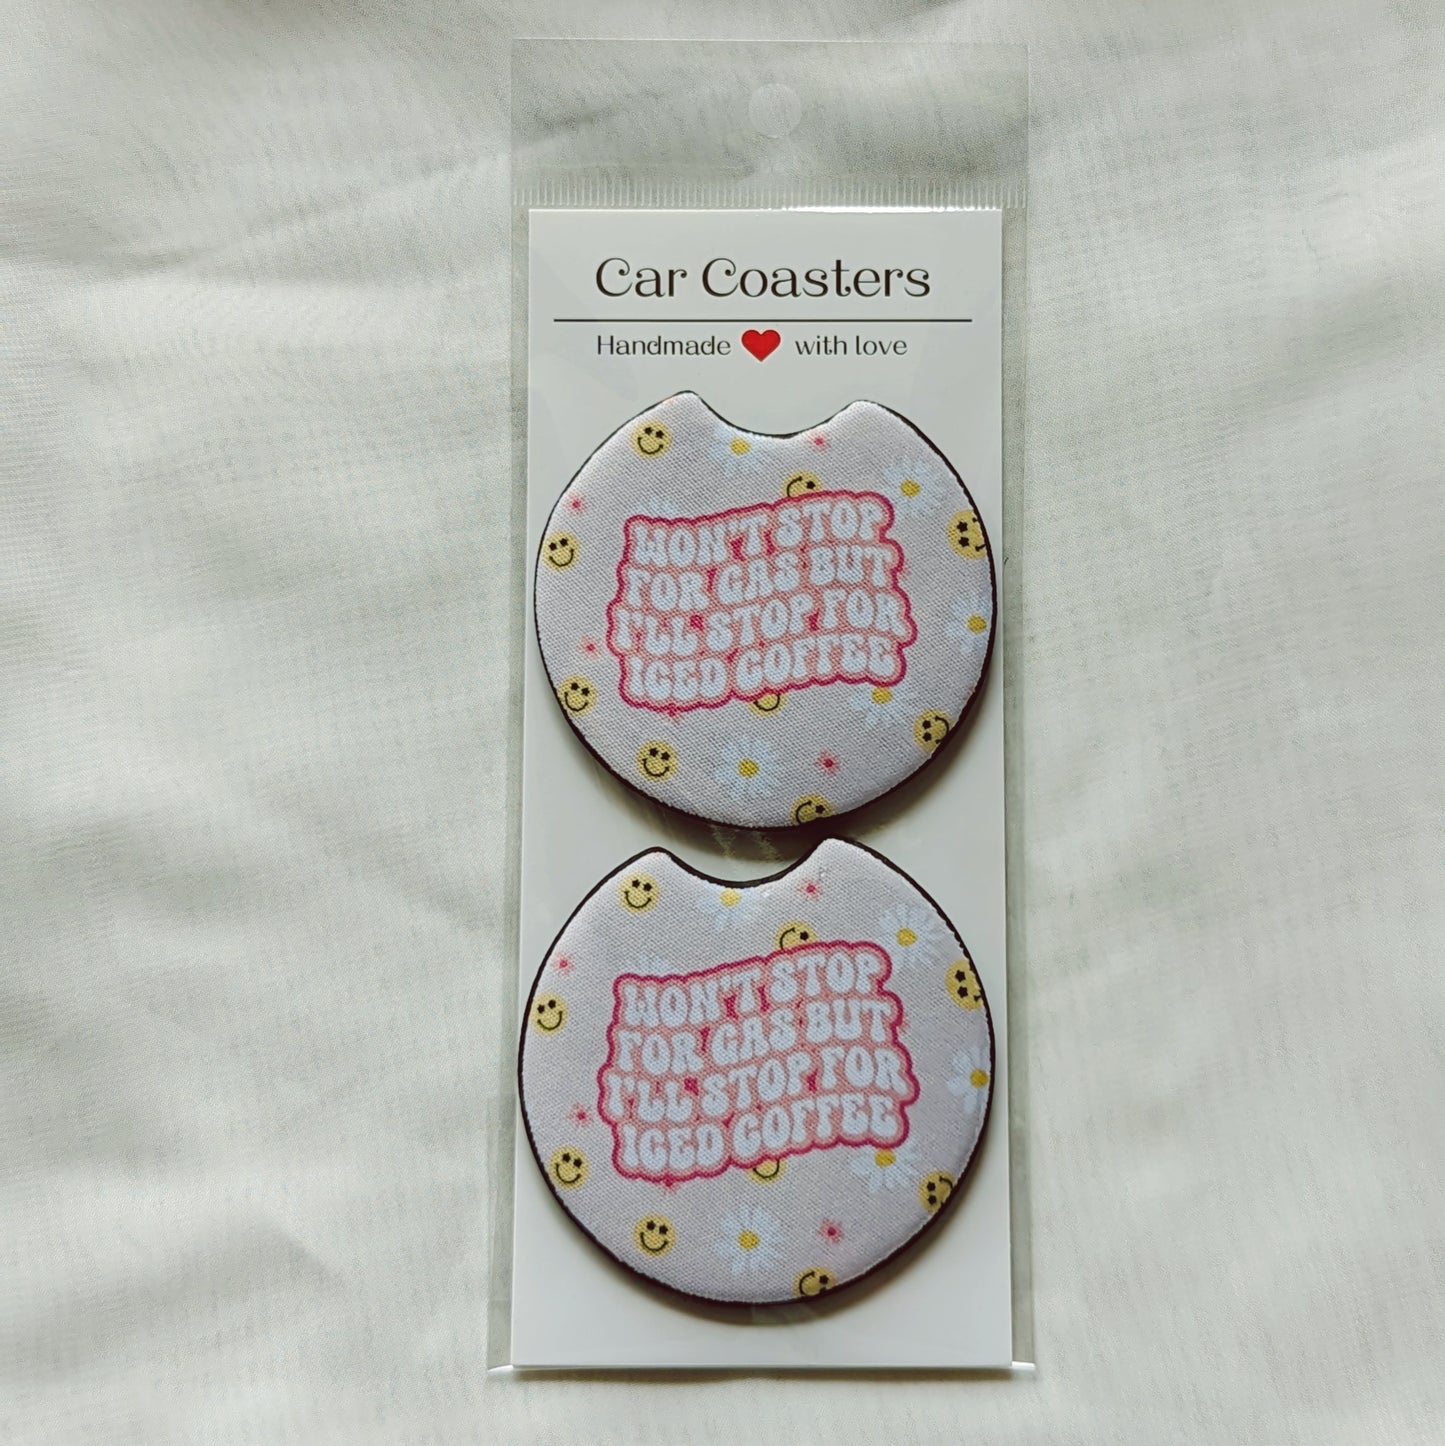 Car Coasters
Handmade ❤ with love
WON'T STOP
FOR GAS BUT
I'LL STOP FOR
ICED COFFEE
WON'T STOP
FOR GAS BUT
I'LL STOP FOR
ICED COFFEE